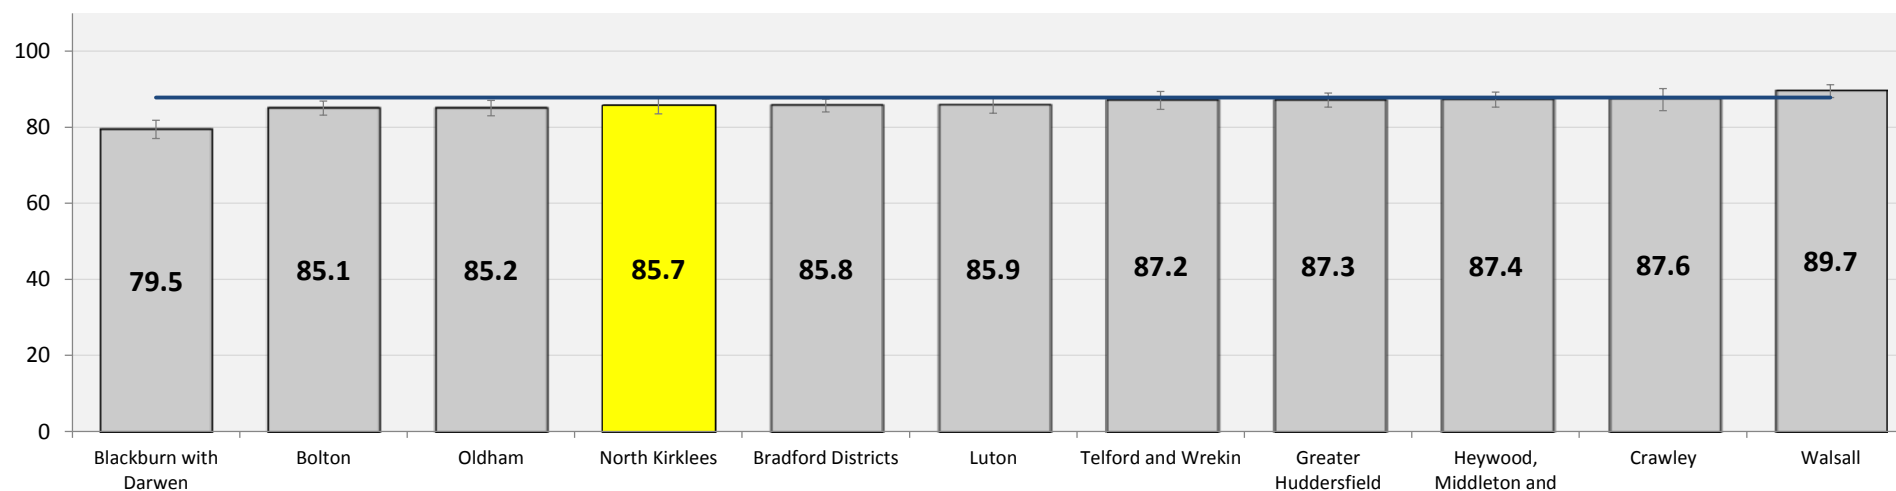 100
80
60
40
20
0
79.5
85.1
85.2
85.7
85.8
85.9
87.2
87.3
87.4
87.6
89.7
Blackburn with
Darwen
Bolton
Oldham
North Kirklees
Bradford Districts
Luton
Telford and Wrekin
Greater
Huddersfield
Heywood,
Middleton and
Crawley
Walsall